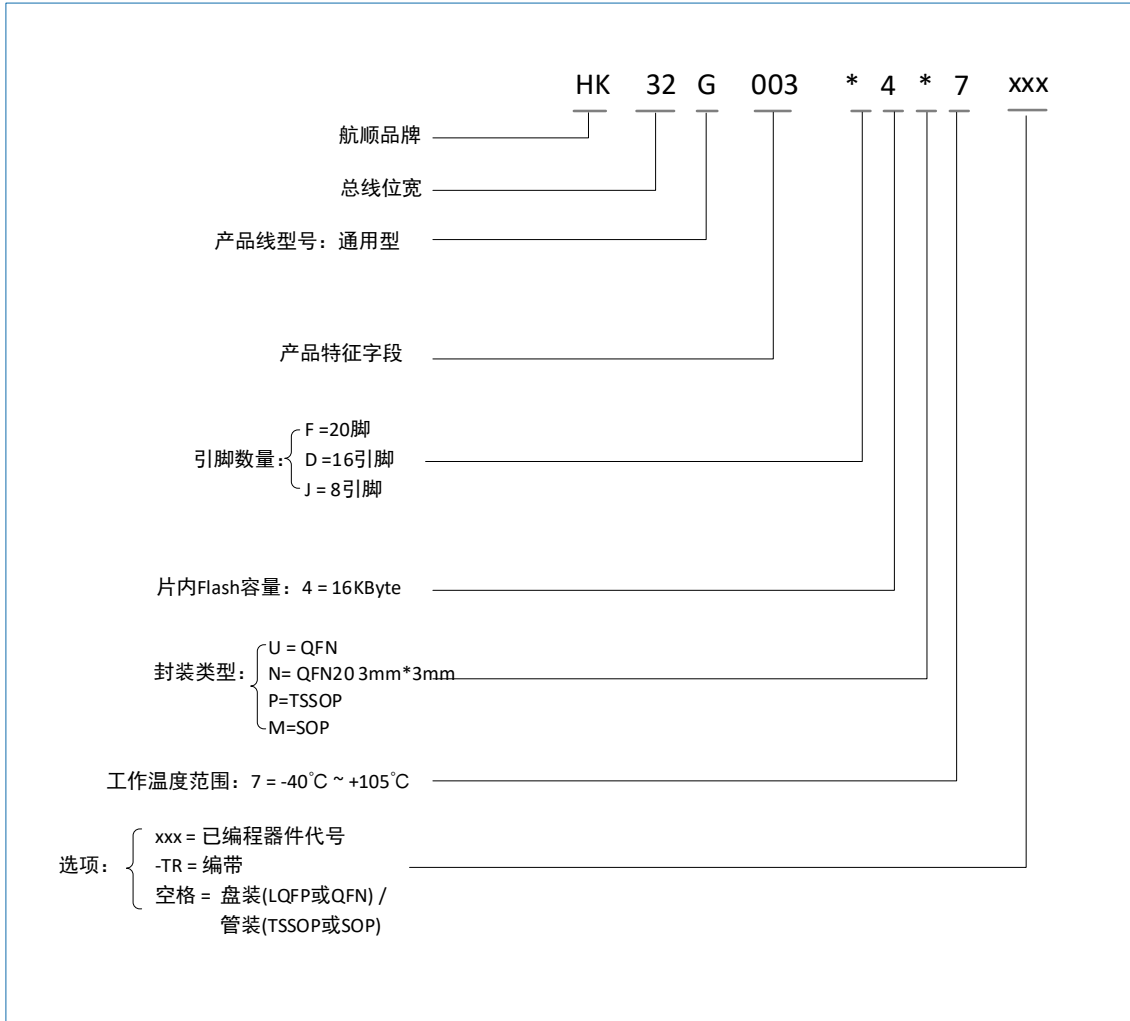 HK 32 G 003 * 4 * 7 xxx
航顺品牌
总线位宽
产品线型号：通用型
产品特征字段
引脚数量：
F =20脚
D =16引脚
J = 8引脚
片内Flash容量：4 = 16KByte
封装类型：
U = QFN
N= QFN20 3mm*3mm
P=TSSOP
M=SOP
工作温度范围：7 = -40℃ ~ +105℃
选项：
xxx = 已编程器件代号
-TR = 编带
空格 = 盘装(LQFP或QFN) /
管装(TSSOP或SOP)